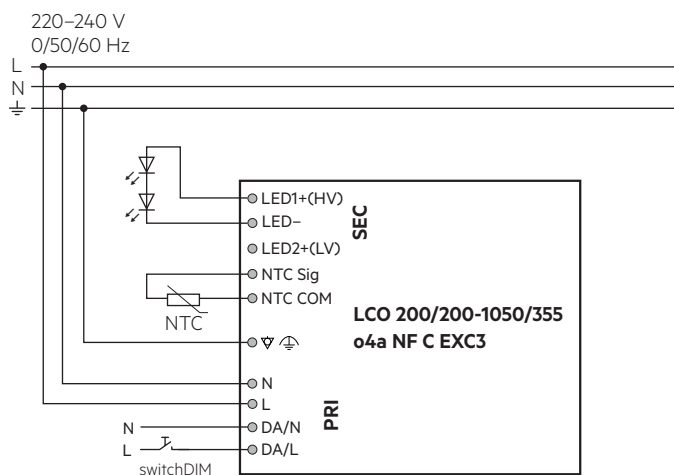 220–240 V
0/50/60 Hz
L
N
LED1+(HV)
LED–
SEC
LED2+(LV)
NTC Sig
NTC COM
NTC
LCO 200/200-1050/355
o4a NF C EXC3
N
L
PRI
N
DA/N
L
DA/L
switchDIM